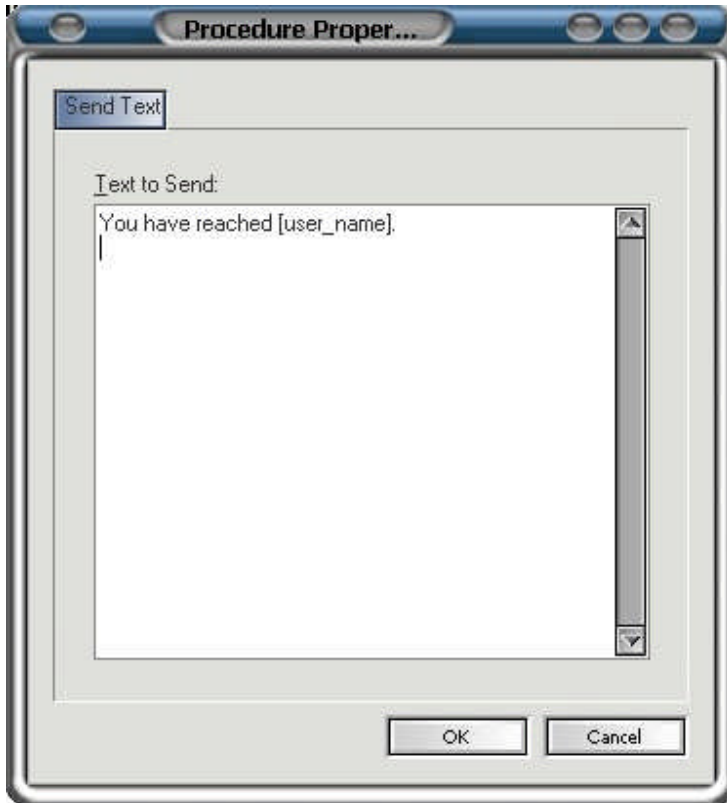 Procedure Proper...
Send Text
Text to Send:
You have reached [user_name].
OK
Cancel